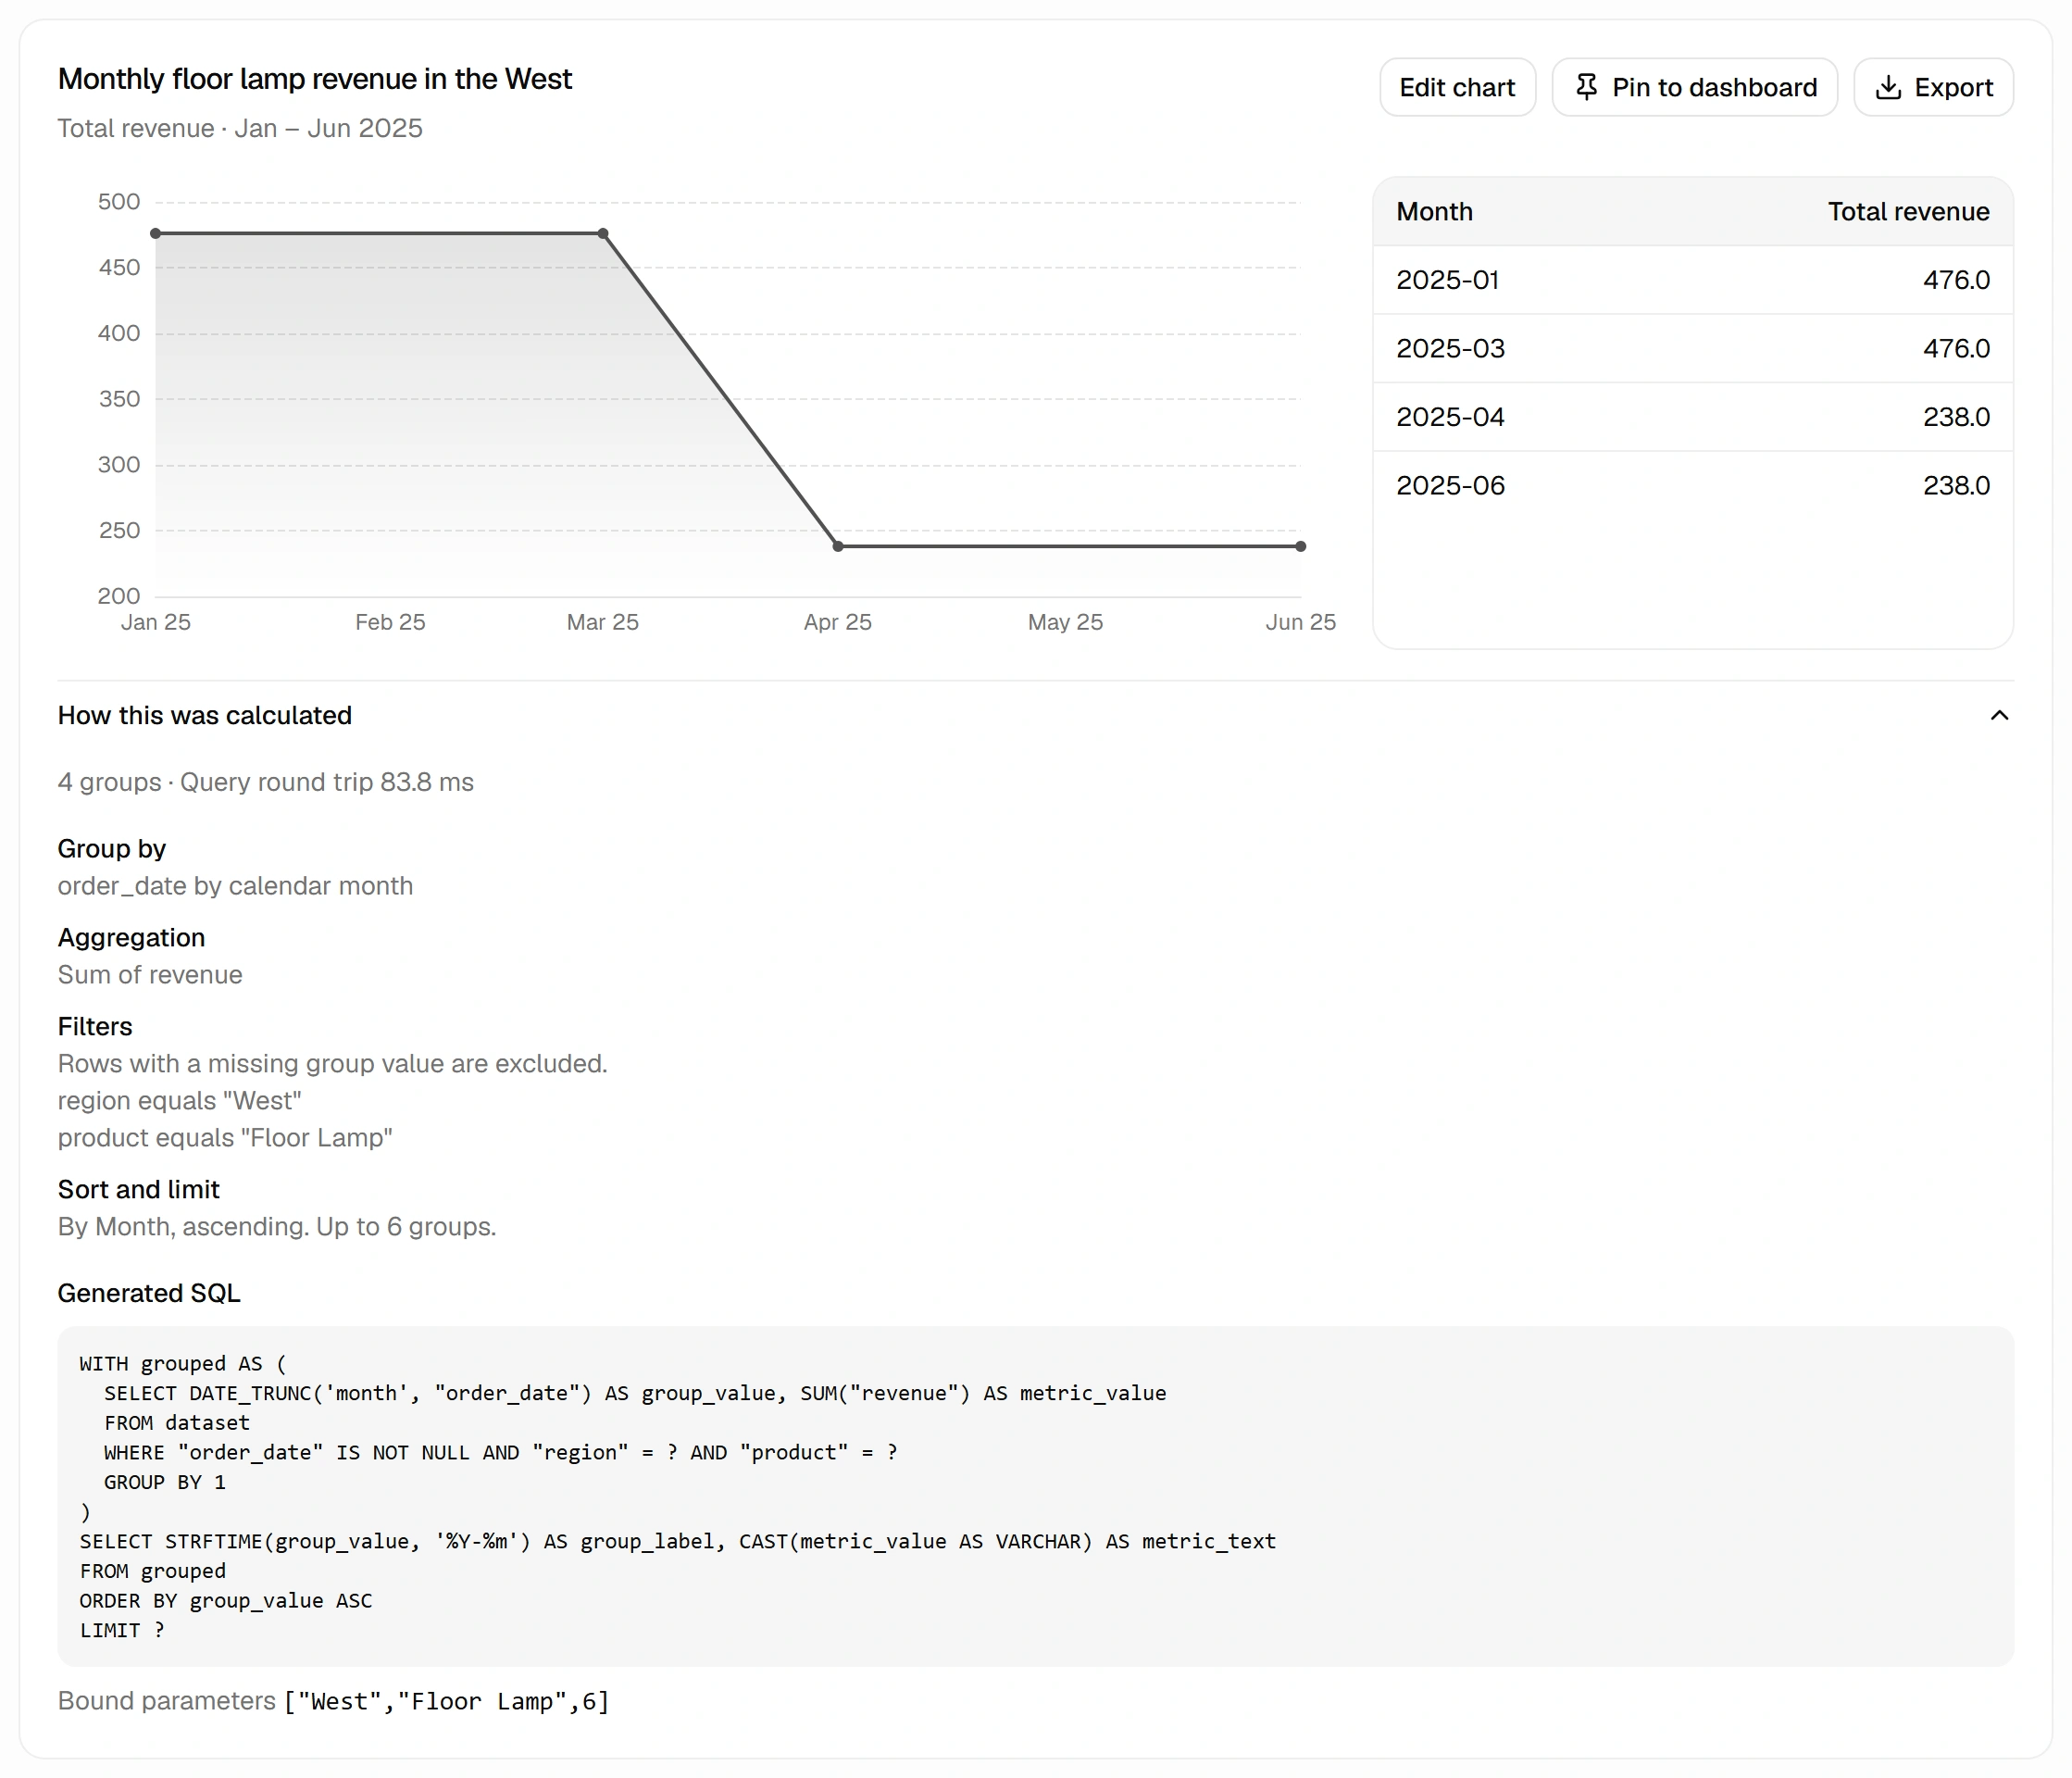 Monthly floor lamp revenue in the West
Total revenue · Jan – Jun 2025
Edit chart
Pin to dashboard
Export
500
450
400
350
300
250
200
Jan 25
Feb 25
Mar 25
Apr 25
May 25
Jun 25
Month Total revenue
2025-01 476.0
2025-03 476.0
2025-04 238.0
2025-06 238.0
How this was calculated
4 groups · Query round trip 83.8 ms
Group by
order_date by calendar month
Aggregation
Sum of revenue
Filters
Rows with a missing group value are excluded.
region equals "West"
product equals "Floor Lamp"
Sort and limit
By Month, ascending. Up to 6 groups.
Generated SQL
WITH grouped AS (
  SELECT DATE_TRUNC('month', "order_date") AS group_value, SUM("revenue") AS metric_value
  FROM dataset
  WHERE "order_date" IS NOT NULL AND "region" = ? AND "product" = ?
  GROUP BY 1
)
SELECT STRFTIME(group_value, '%Y-%m') AS group_label, CAST(metric_value AS VARCHAR) AS metric_text
FROM grouped
ORDER BY group_value ASC
LIMIT ?
Bound parameters ["West","Floor Lamp",6]